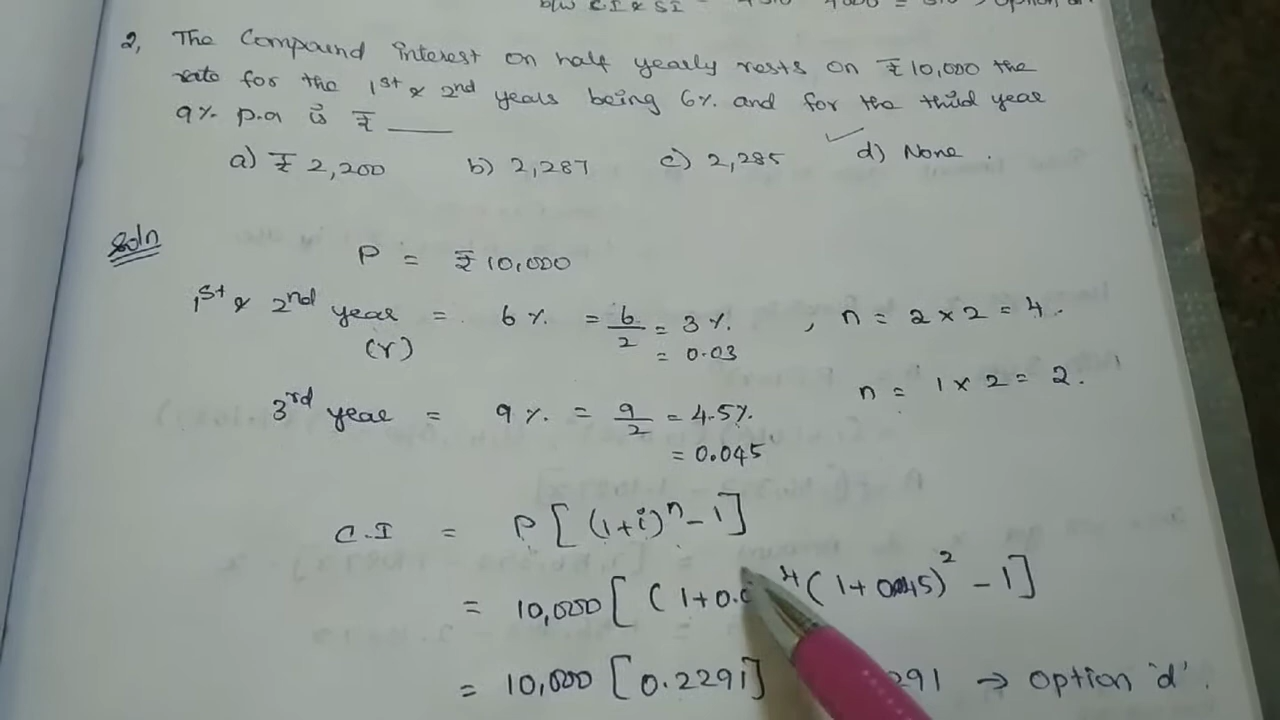 b/w CI & SI
2, The Compound interest on half yearly rests on ₹10,000 the
rate for the 1st & 2nd years being 6% and for the third year
9% p.a is ₹ ____
a) ₹ 2,200 b) 2,287 c) 2,285 ✓ d) None .
Soln
P = ₹10,000
1st & 2nd year = 6 % = 6/2 = 3 % , n = 2 x 2 = 4 .
(r) = 0.03
n = 1 x 2 = 2 .
3rd year = 9 % = 9/2 = 4.5%
= 0.045
C.I = P [ (1+i)^n - 1 ]
= 10,000 [ (1+0.0 ^4 (1+0.045)^2 - 1 ]
= 10,000 [ 0.2291 ] 291 → option 'd'.